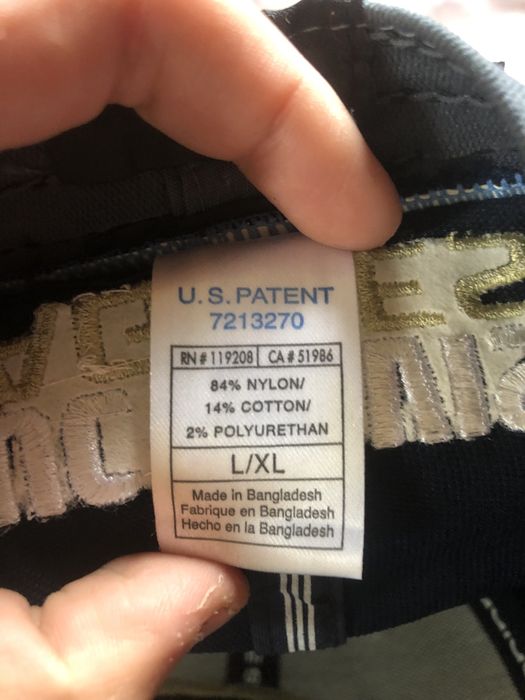 U.S. PATENT
7213270
RN # 119208 CA # 51986
84% NYLON/
14% COTTON/
2% POLYURETHAN
L/XL
Made in Bangladesh
Fabrique en Bangladesh
Hecho en la Bangladesh